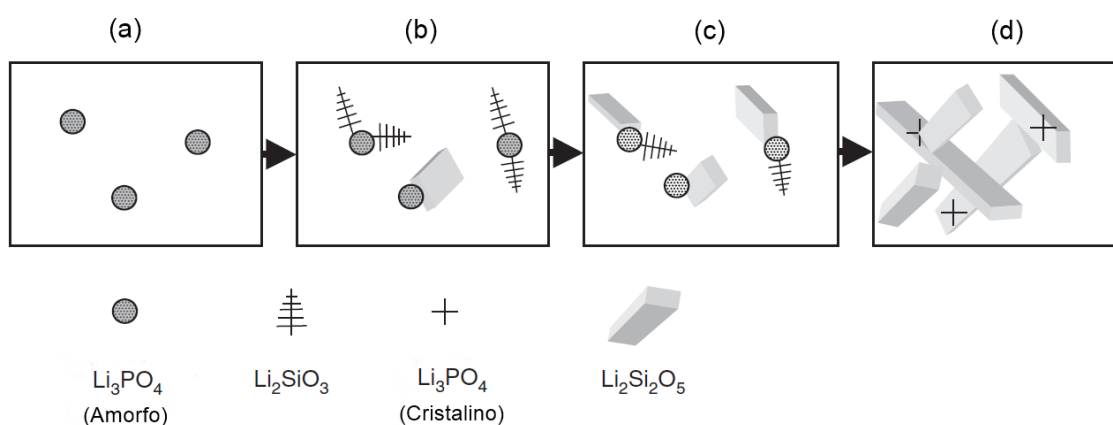 (a) (b) (c) (d)
Li₃PO₄ Li₂SiO₃ Li₃PO₄ Li₂Si₂O₅
(Amorfo) (Cristalino)